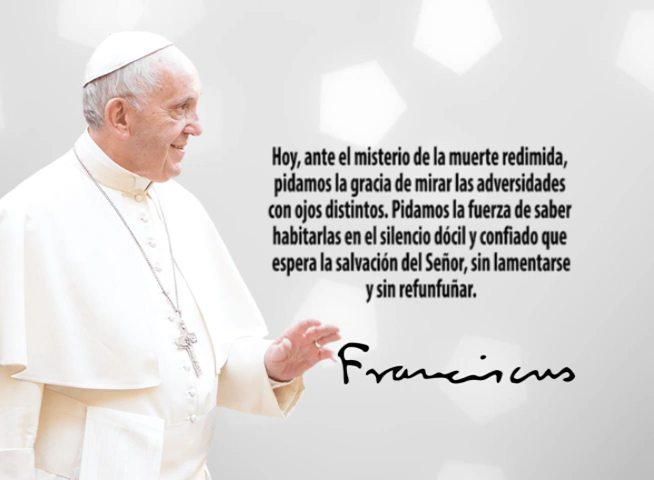 Hoy, ante el misterio de la muerte redimida,
pidamos la gracia de mirar las adversidades
con ojos distintos. Pidamos la fuerza de saber
habitarlas en el silencio dócil y confiado que
espera la salvación del Señor, sin lamentarse
y sin refunfuñar.
Franciscus